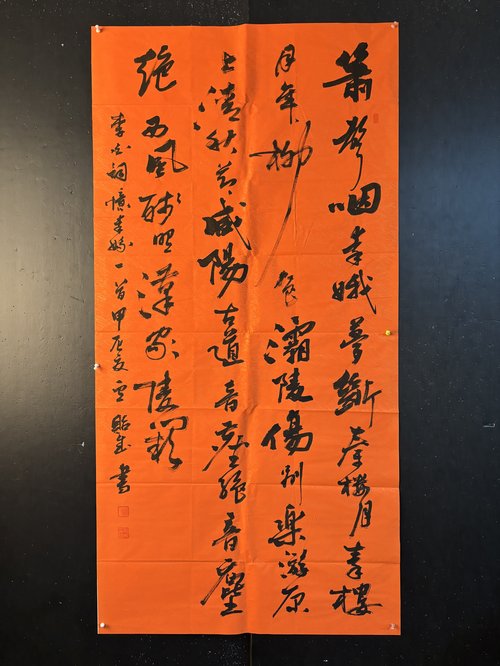 簫聲咽秦娥夢斷秦樓月秦樓
月年年柳色灞陵傷別樂游原
上清秋節咸陽古道音塵絕音塵
絕西風殘照漢家陵闕
李白詞憶秦娥一首甲辰夏貽書